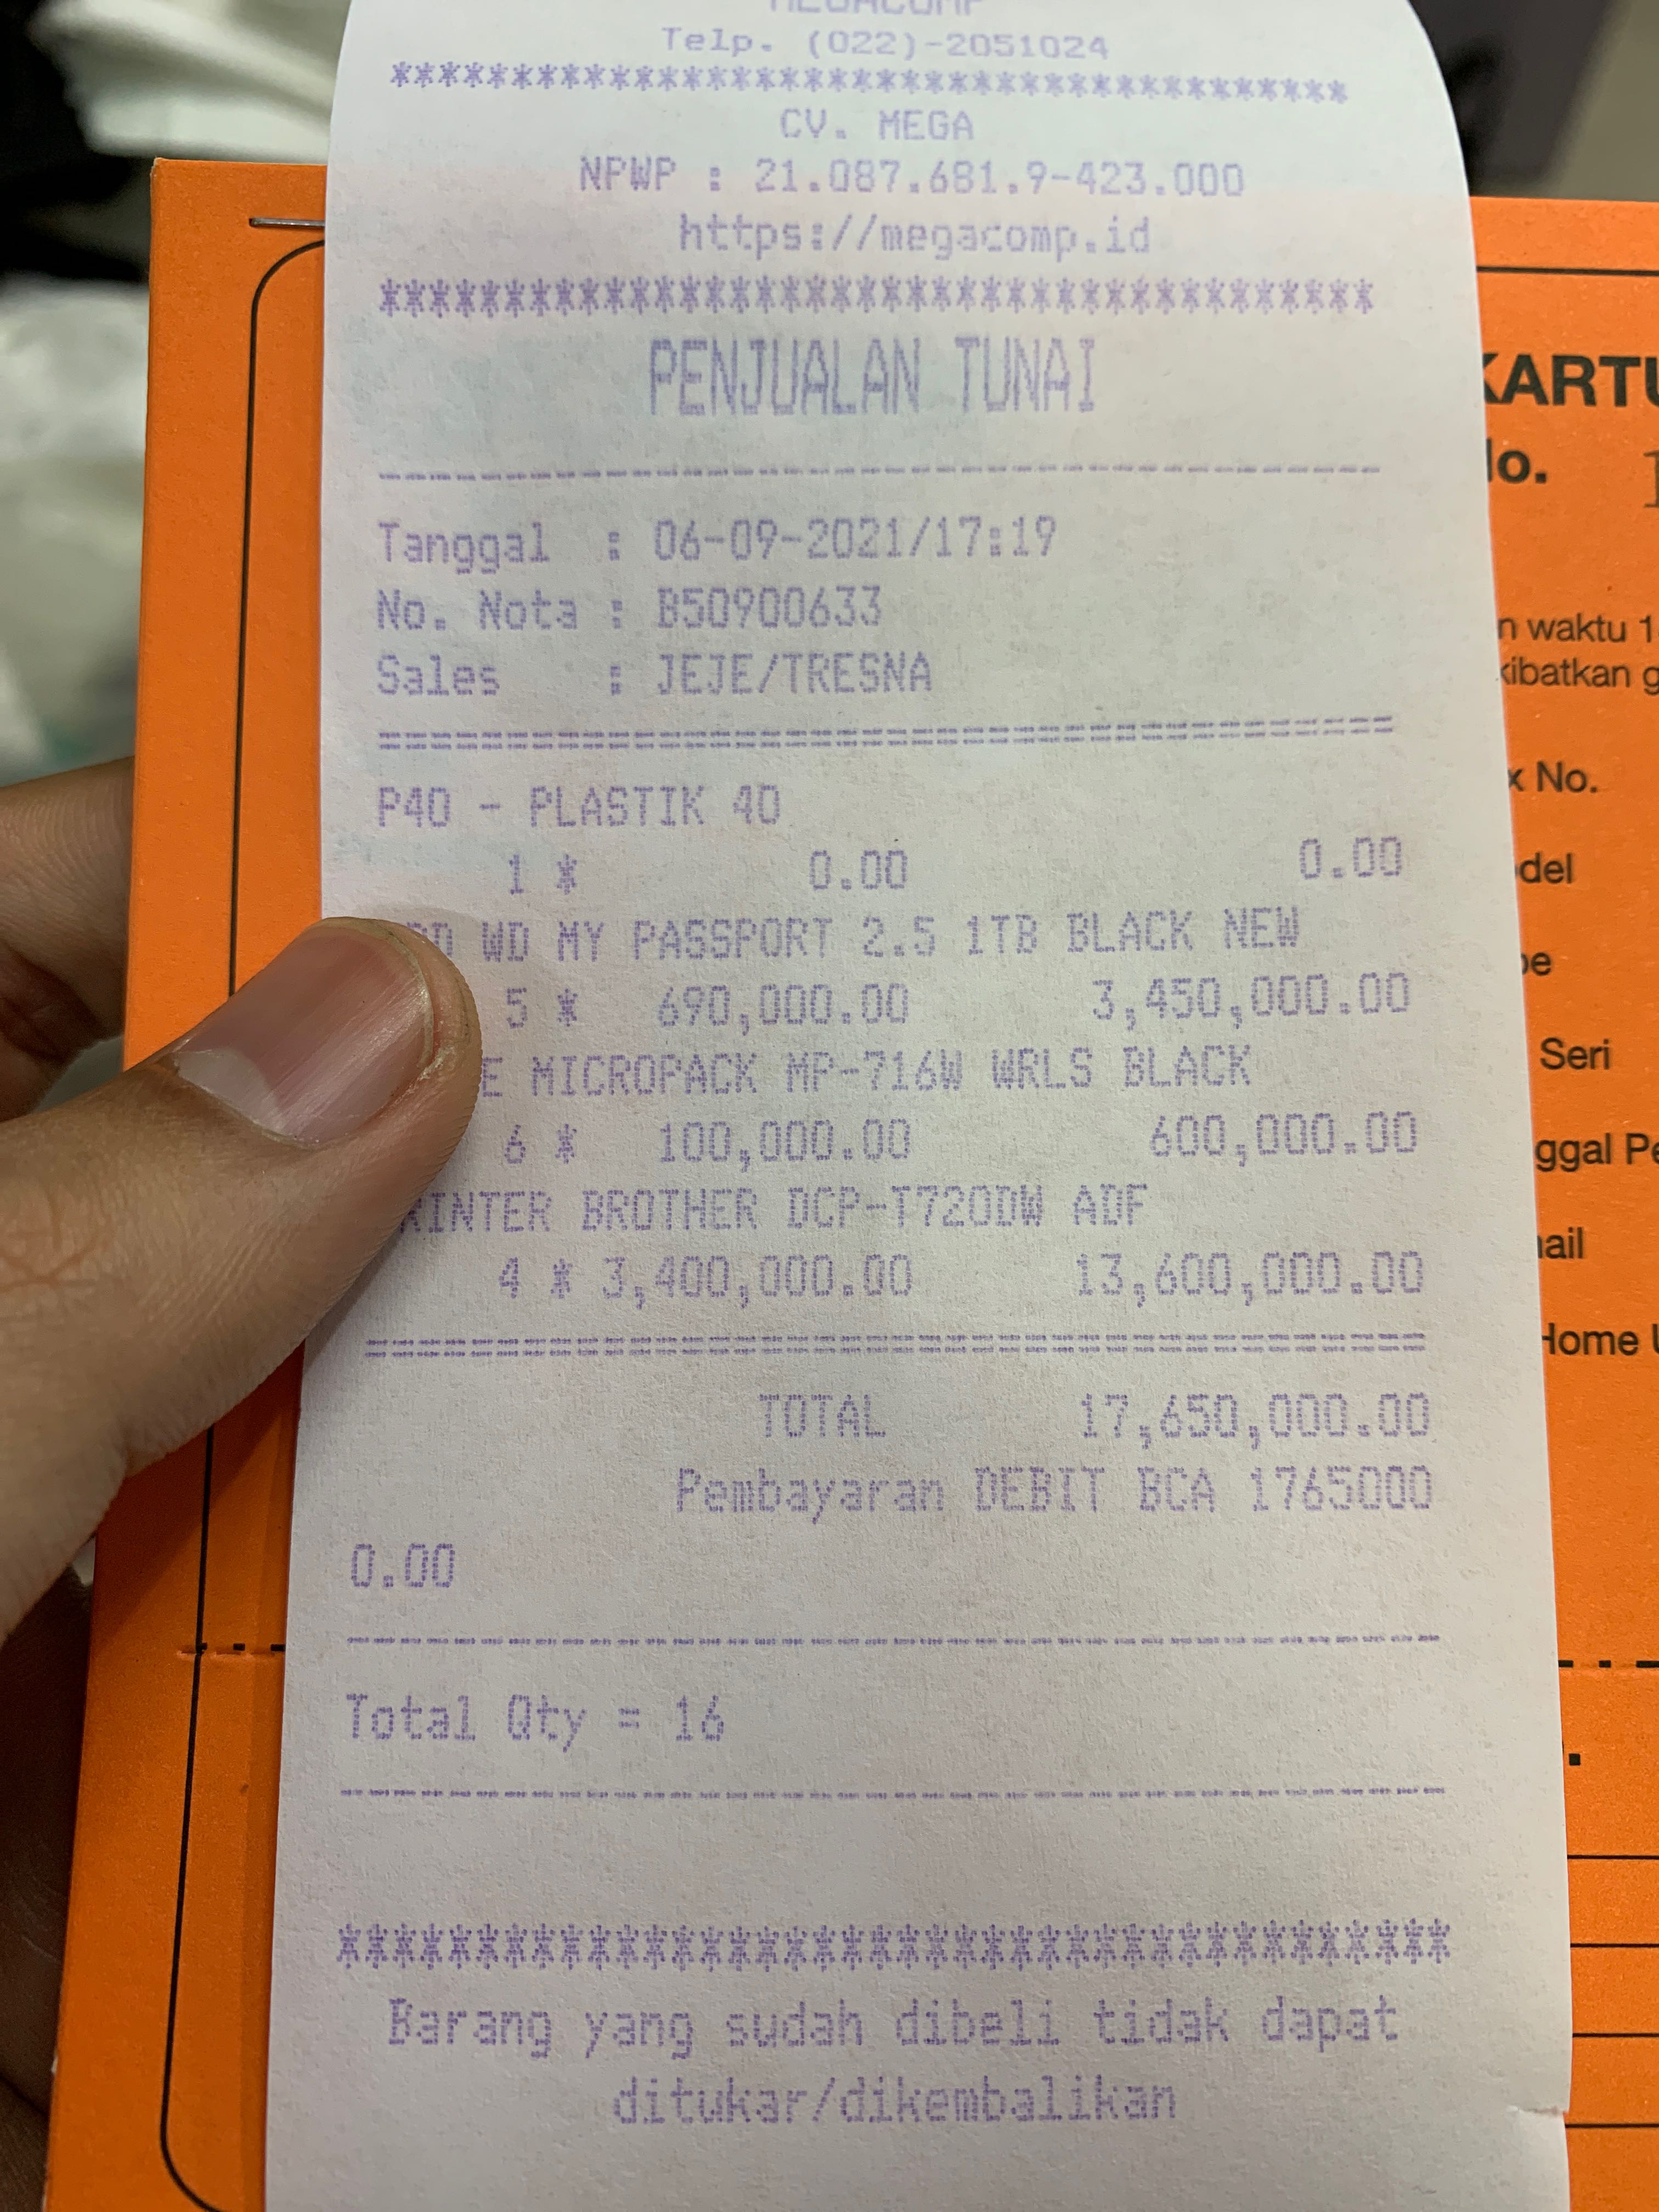 MEGACOMP
Telp. (022)-2051024
****************************************
CV. MEGA
NPWP : 21.087.681.9-423.000
https://megacomp.id
****************************************
PENJUALAN TUNAI
----------------------------------------
Tanggal : 06-09-2021/17:19
No. Nota : B50900633
Sales : JEJE/TRESNA
========================================
P40 - PLASTIK 40
1 * 0.00 0.00
WD MY PASSPORT 2.5 1TB BLACK NEW
5 * 690,000.00 3,450,000.00
E MICROPACK MP-716W WRLS BLACK
6 * 100,000.00 600,000.00
RINTER BROTHER DCP-T720DW ADF
4 * 3,400,000.00 13,600,000.00
========================================
TOTAL 17,650,000.00
Pembayaran DEBIT BCA 1765000
0.00
----------------------------------------
Total Qty = 16
----------------------------------------
****************************************
Barang yang sudah dibeli tidak dapat
ditukar/dikembalikan
KARTU
No.
n waktu 1
kibatkan g
x No.
odel
pe
Seri
ggal Pe
ail
Home U